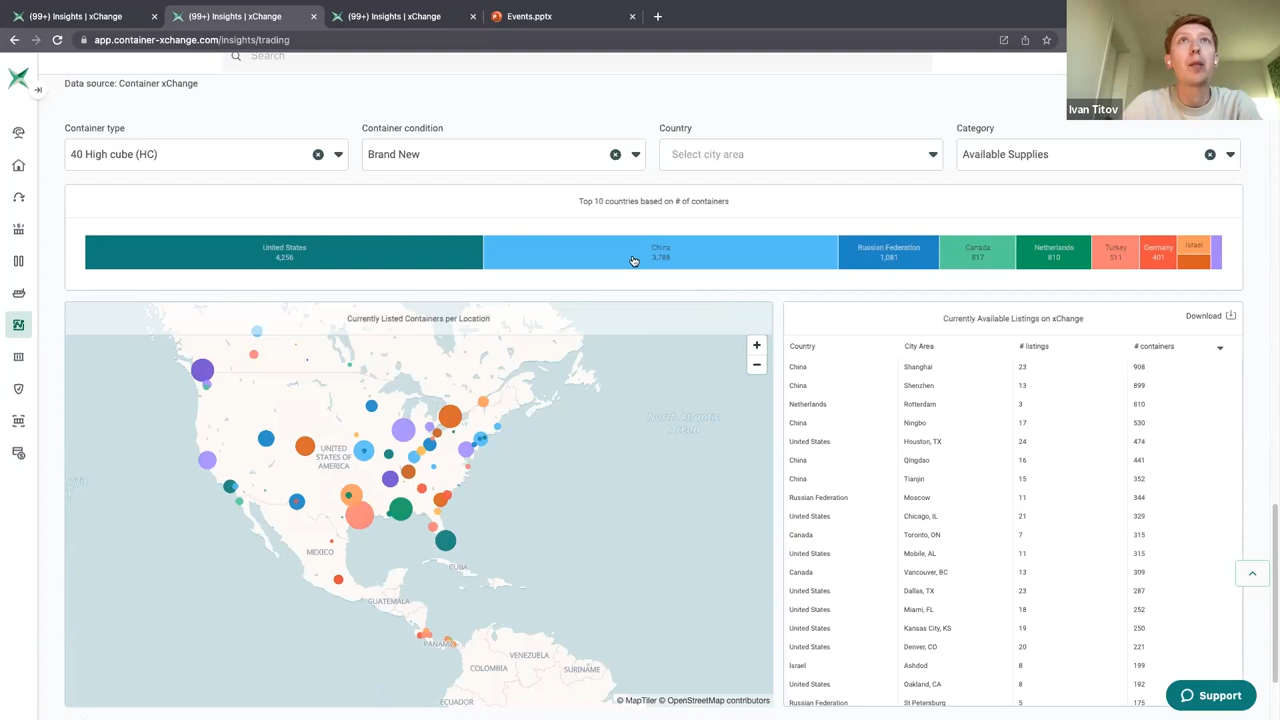 (99+) Insights | xChange
(99+) Insights | xChange
(99+) Insights | xChange
Events.pptx
app.container-xchange.com/insights/trading
Search
Ivan Titov
Data source: Container xChange
Container type
Container condition
Country
Category
40 High cube (HC)
Brand New
Select city area
Available Supplies
Top 10 countries based on # of containers
United States
4,256
China
3,788
Russian Federation
1,081
Canada
817
Netherlands
810
Turkey
511
Germany
401
Israel
Currently Listed Containers per Location
Currently Available Listings on xChange
Download
Country City Area # listings # containers
China Shanghai 23 908
China Shenzhen 13 899
Netherlands Rotterdam 3 810
China Ningbo 17 530
United States Houston, TX 24 474
China Qingdao 16 441
China Tianjin 15 352
Russian Federation Moscow 11 344
United States Chicago, IL 21 329
Canada Toronto, ON 7 315
United States Mobile, AL 11 315
Canada Vancouver, BC 13 309
United States Dallas, TX 23 287
United States Miami, FL 18 252
United States Kansas City, KS 19 250
United States Denver, CO 20 221
Israel Ashdod 8 199
United States Oakland, CA 8 192
Russian Federation St Petersburg 5 175
North Atlantic
Ocean
UNITED
STATES OF
AMERICA
MEXICO
CUBA
GUATEMALA
PANAMA
VENEZUELA
COLOMBIA
SURINAME
ECUADOR
© MapTiler © OpenStreetMap contributors
Support